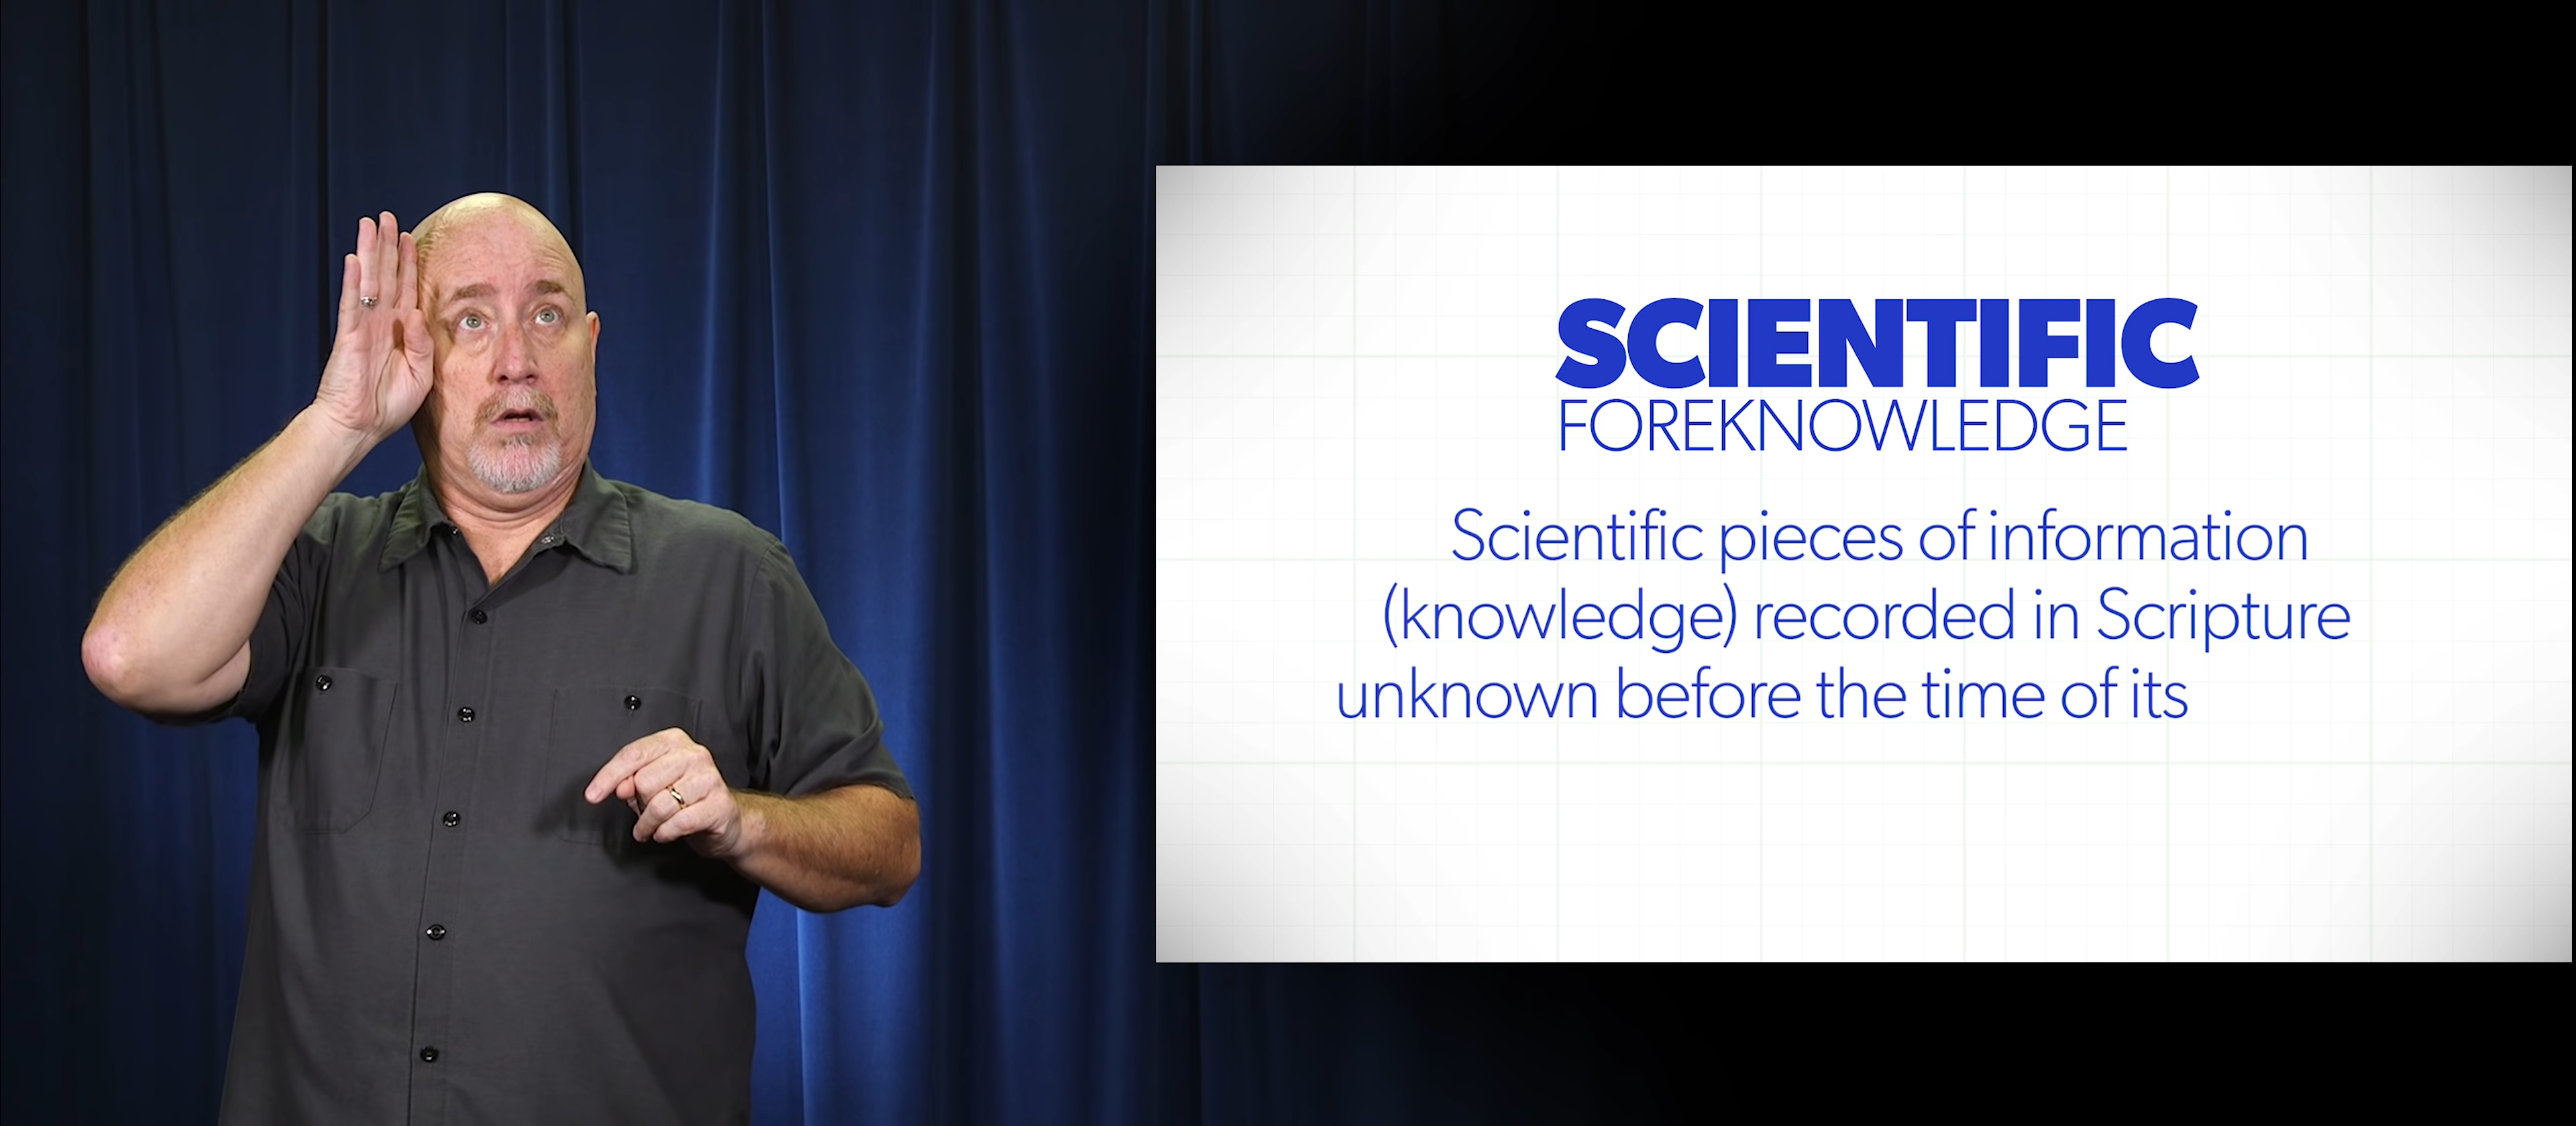 SCIENTIFIC
FOREKNOWLEDGE
Scientific pieces of information
(knowledge) recorded in Scripture
unknown before the time of its